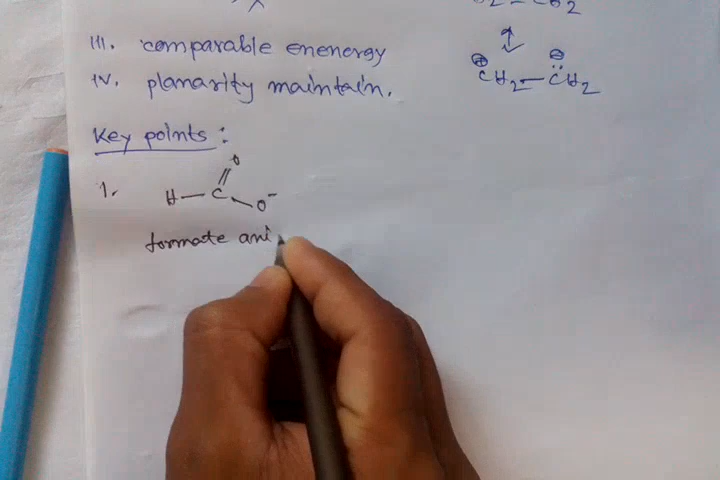 III. comparable enenergy
IV. planarity maintain.
⊕CH2—C̈H2⊖
Key points :
1.
O
H—C
O−
formate ani